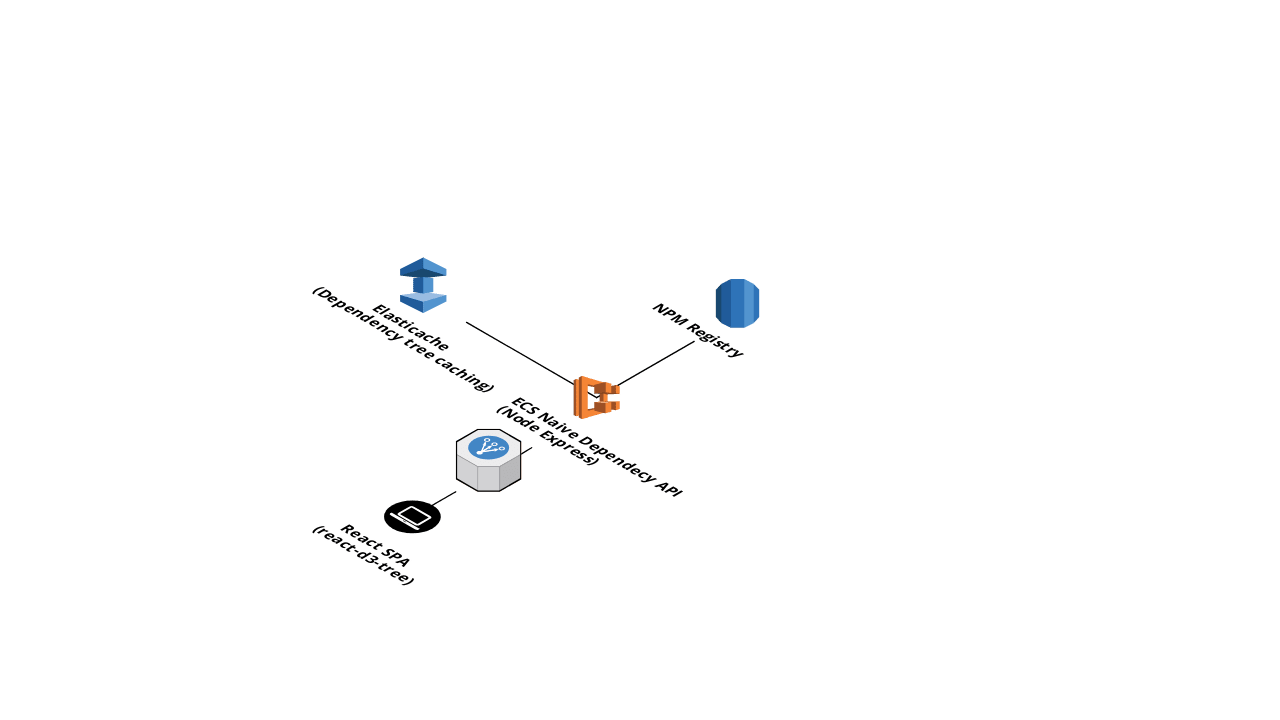 Elasticache
(Dependency tree caching)
NPM Registry
ECS Naive Dependecy API
(Node Express)
React SPA
(react-d3-tree)